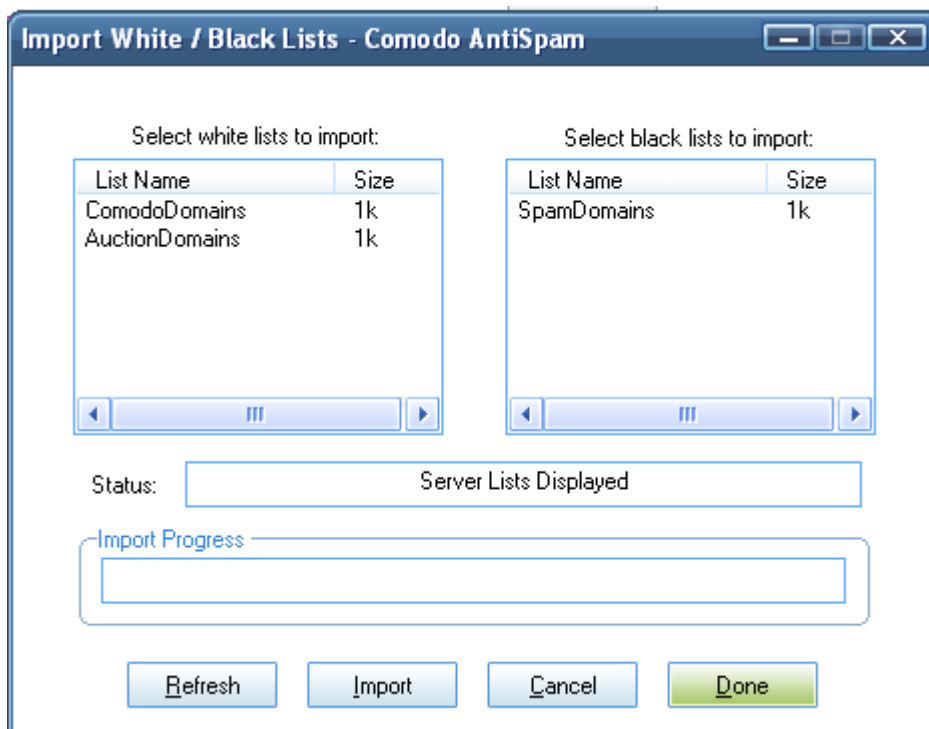 Import White / Black Lists - Comodo AntiSpam
Select white lists to import:
List Name Size
ComodoDomains 1k
AuctionDomains 1k
Select black lists to import:
List Name Size
SpamDomains 1k
Status: Server Lists Displayed
Import Progress
Refresh Import Cancel Done